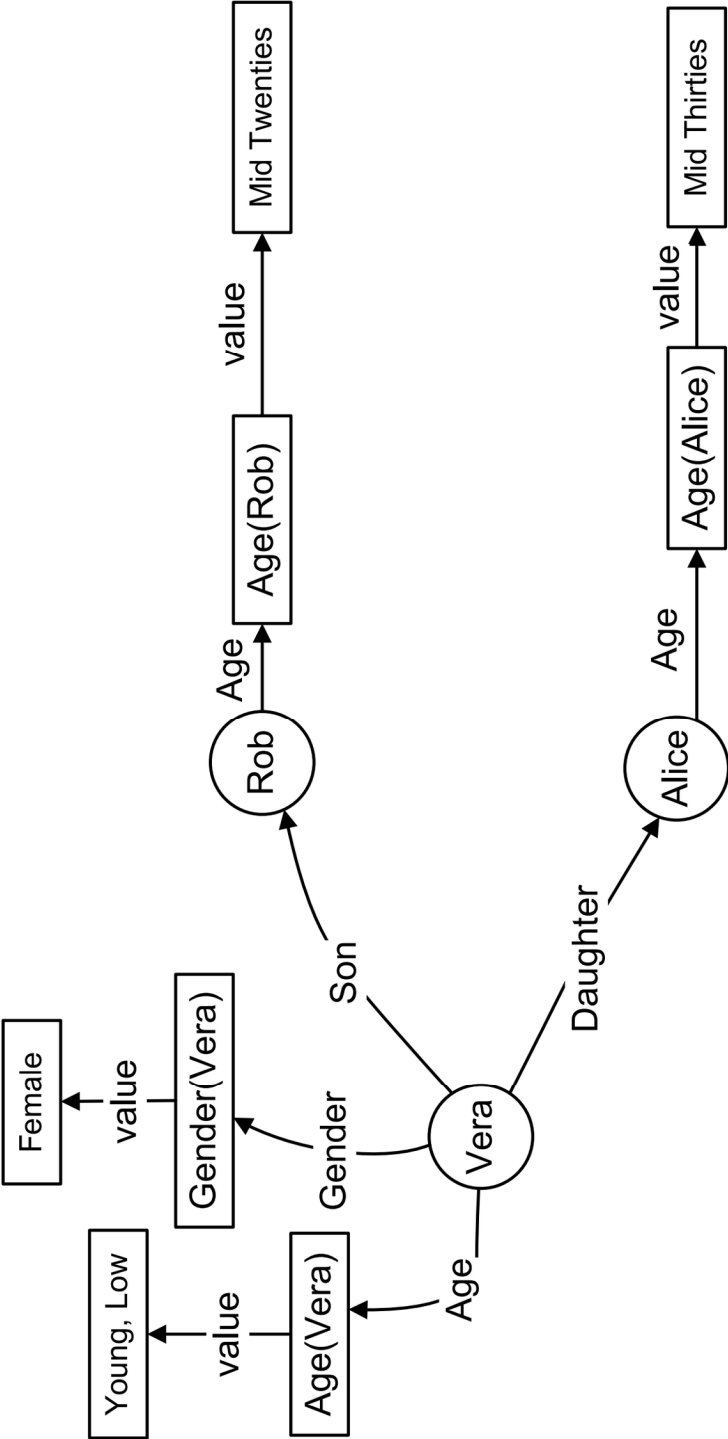 Young, Low
Female
value
value
Age(Vera)
Gender(Vera)
Age
Gender
Vera
Son
Daughter
Rob
Age
Age(Rob)
value
Mid Twenties
Alice
Age
Age(Alice)
value
Mid Thirties